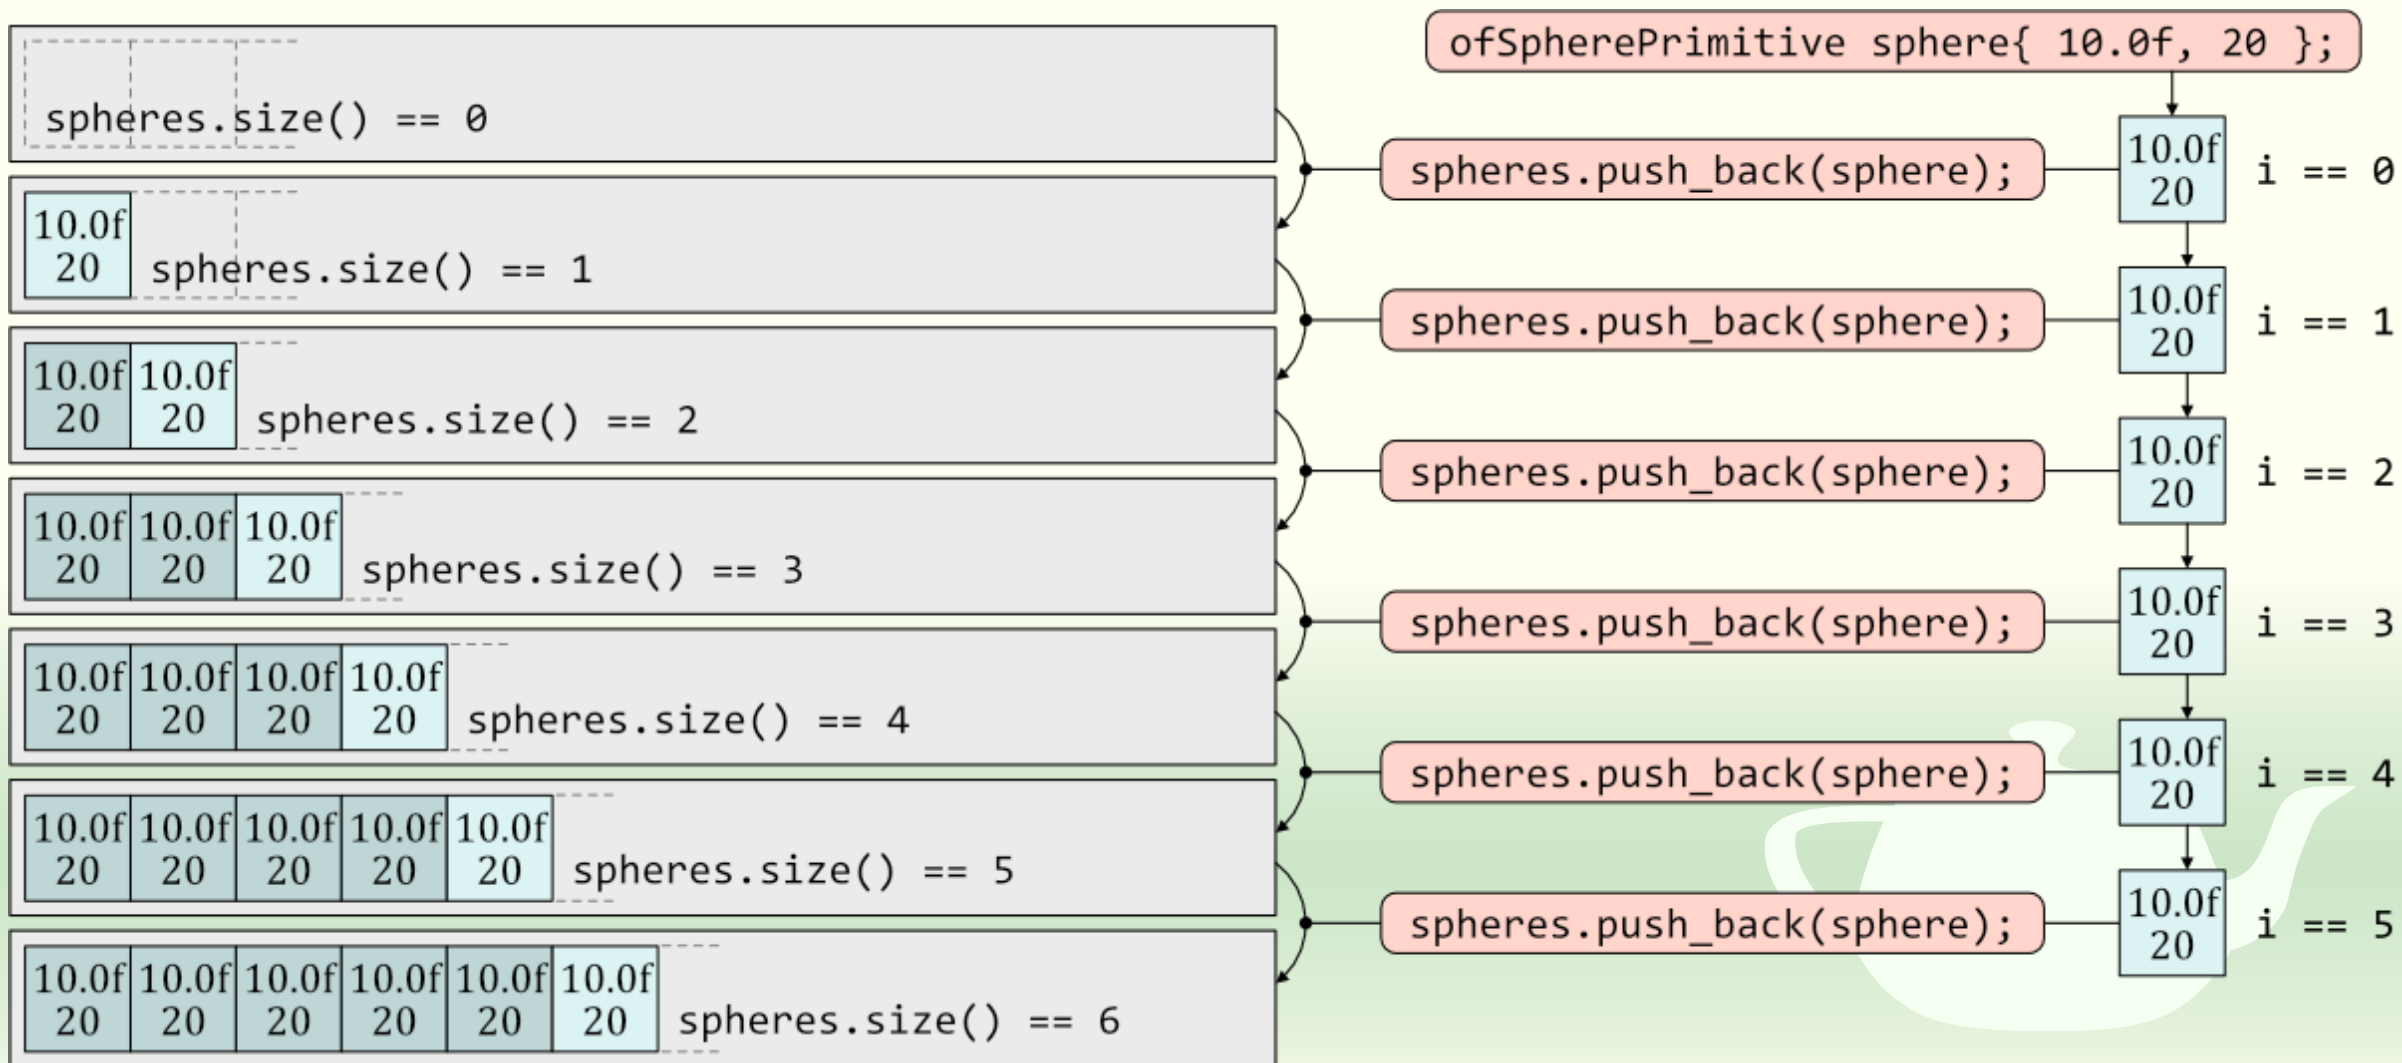 ofSpherePrimitive sphere{ 10.0f, 20 };
spheres.size() == 0
spheres.push_back(sphere);
10.0f
20
i == 0
10.0f
20
spheres.size() == 1
spheres.push_back(sphere);
10.0f
20
i == 1
10.0f 10.0f
20 20
spheres.size() == 2
spheres.push_back(sphere);
10.0f
20
i == 2
10.0f 10.0f 10.0f
20 20 20
spheres.size() == 3
spheres.push_back(sphere);
10.0f
20
i == 3
10.0f 10.0f 10.0f 10.0f
20 20 20 20
spheres.size() == 4
spheres.push_back(sphere);
10.0f
20
i == 4
10.0f 10.0f 10.0f 10.0f 10.0f
20 20 20 20 20
spheres.size() == 5
spheres.push_back(sphere);
10.0f
20
i == 5
10.0f 10.0f 10.0f 10.0f 10.0f 10.0f
20 20 20 20 20 20
spheres.size() == 6